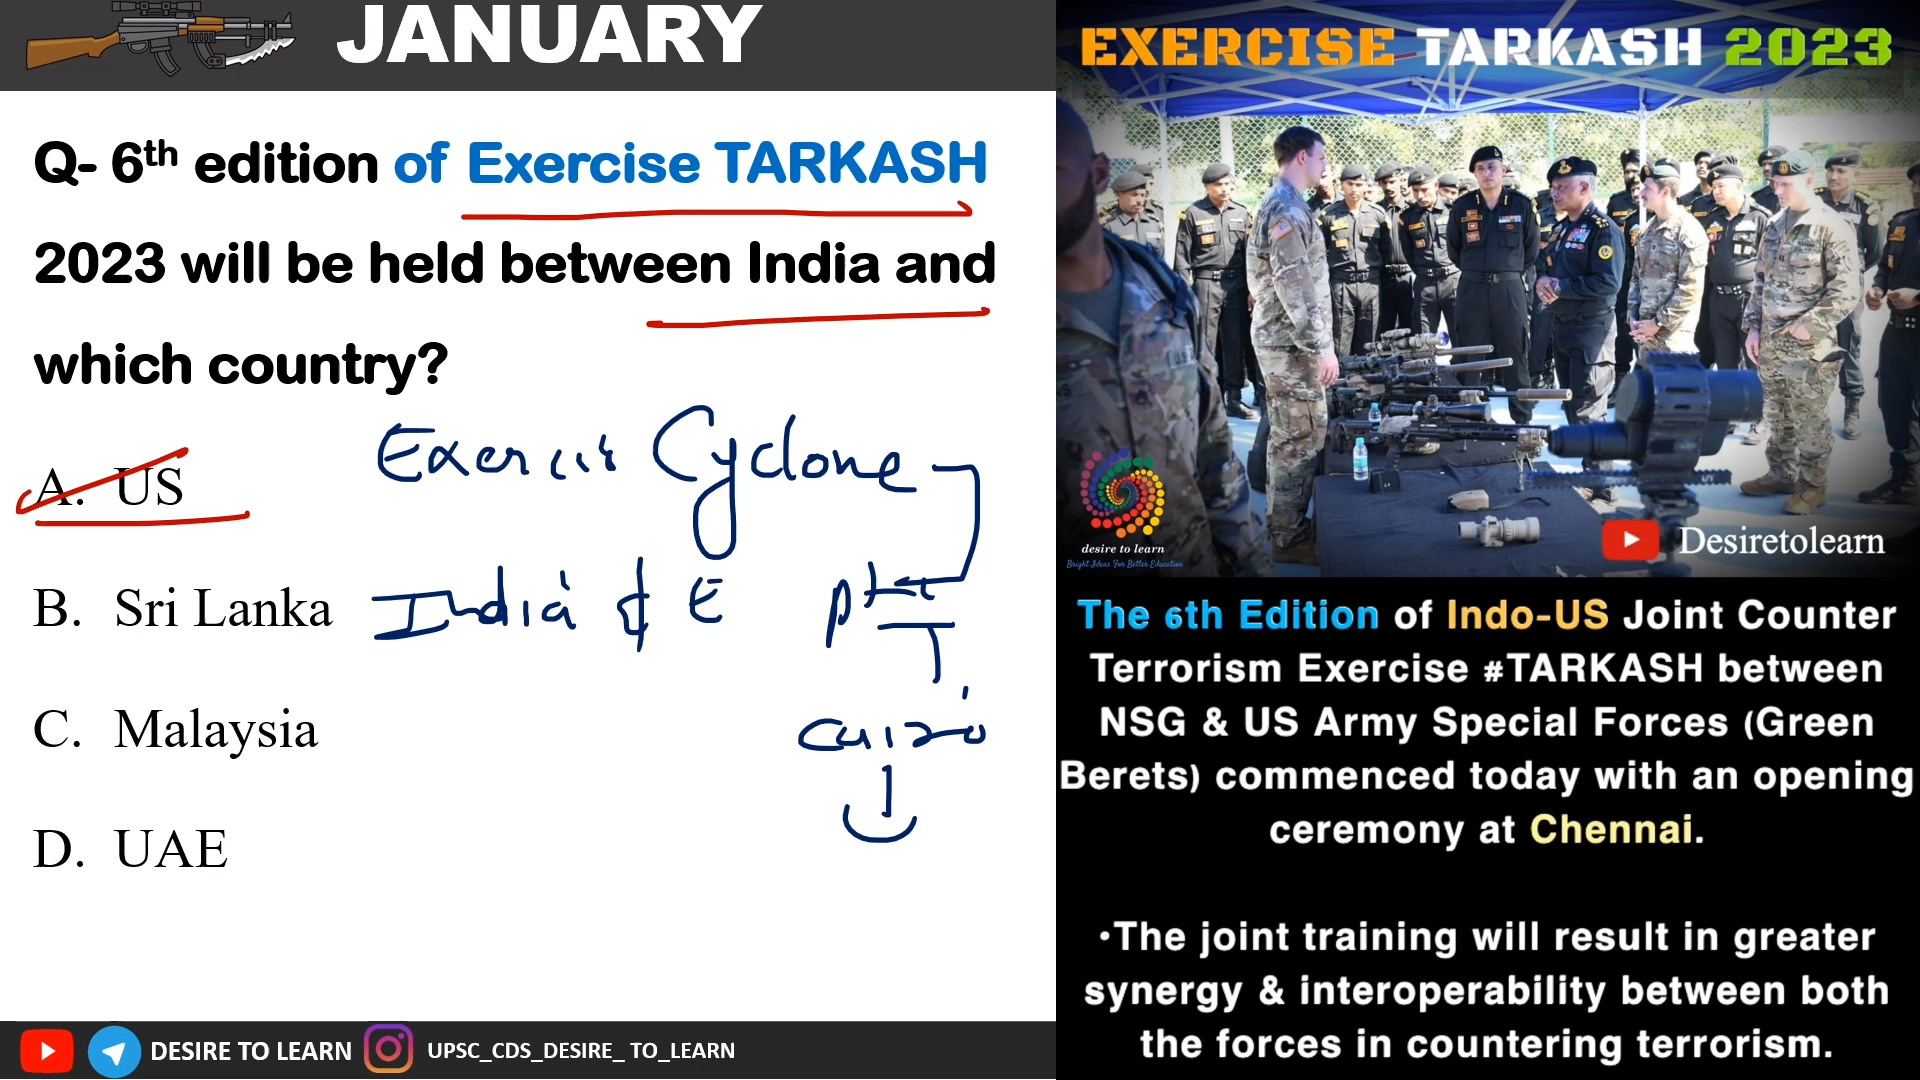 JANUARY
Q- 6th edition of Exercise TARKASH
2023 will be held between India and
which country?
A. US
B. Sri Lanka
C. Malaysia
D. UAE
Exercise Cyclone
India & E
Cairo
DESIRE TO LEARN
UPSC_CDS_DESIRE_ TO_LEARN
EXERCISE TARKASH 2023
desire to learn
Bright Ideas For Better Education
Desiretolearn
The 6th Edition of Indo-US Joint Counter
Terrorism Exercise #TARKASH between
NSG & US Army Special Forces (Green
Berets) commenced today with an opening
ceremony at Chennai.
•The joint training will result in greater
synergy & interoperability between both
the forces in countering terrorism.